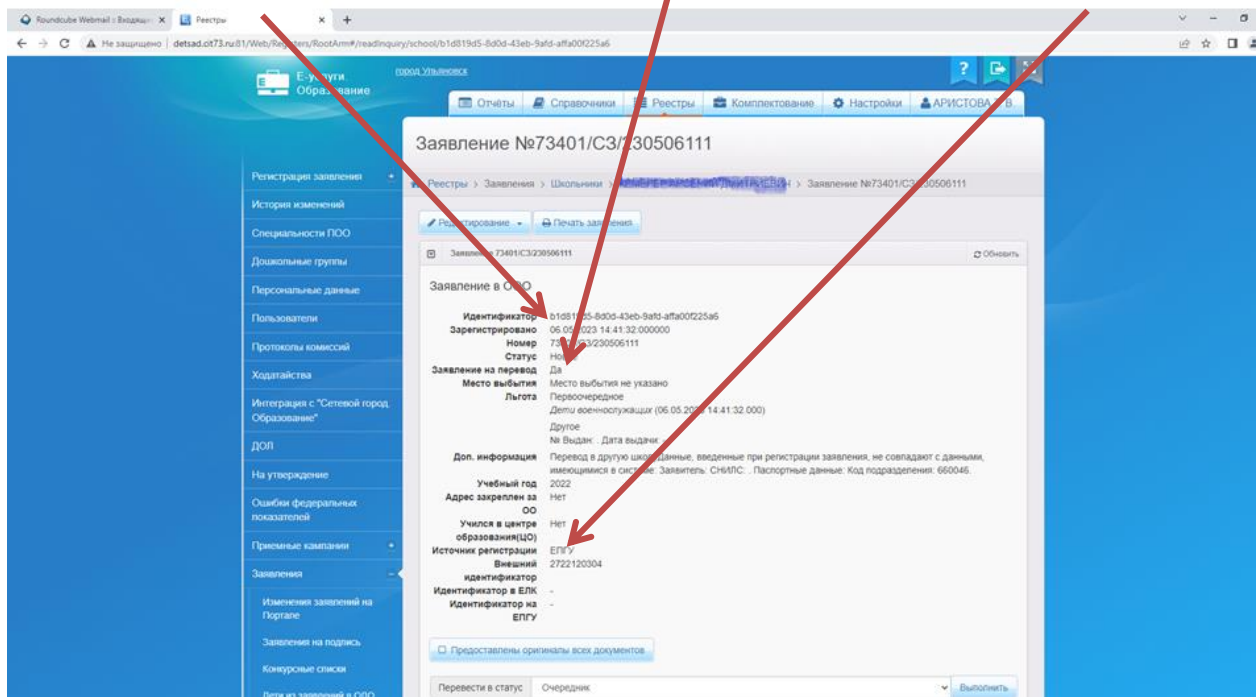 Roundcube Webmail :: Входящи
Реестры
Не защищено | detsad.cit73.ru:81/Web/Registers/RootArm#/readInquiry/school/b1d819d5-8d0d-43eb-9afd-affa00f225a6
Е-услуги.
Образование
город Ульяновск
Отчёты Справочники Реестры Комплектование Настройки АРИСТОВА В.
Заявление №73401/СЗ/230506111
Реестры > Заявления > Школьники > > Заявление №73401/СЗ/230506111
Редактирование Печать заявления
Заявление 73401/СЗ/230506111 Обновить
Заявление в ОО
Идентификатор b1d819d5-8d0d-43eb-9afd-affa00f225a6
Зарегистрировано 06.05.2023 14:41:32:000000
Номер 73401/СЗ/230506111
Статус Новое
Заявление на перевод Да
Место выбытия Место выбытия не указано
Льгота Первоочередное
Дети военнослужащих (06.05.2023 14:41:32.000)
Другое
№ Выдан: . Дата выдачи: .
Доп. информация Перевод в другую школу Данные, введенные при регистрации заявления, не совпадают с данными,
имеющимися в системе: Заявитель: СНИЛС: . Паспортные данные: Код подразделения: 660046.
Учебный год 2022
Адрес закреплен за ОО Нет
Учился в центре образования(ЦО) Нет
Источник регистрации ЕПГУ
Внешний идентификатор 2722120304
Идентификатор в ЕЛК -
Идентификатор на ЕПГУ -
Предоставлены оригиналы всех документов
Перевести в статус Очередник Выполнить
Регистрация заявления
История изменений
Специальности ПОО
Дошкольные группы
Персональные данные
Пользователи
Протоколы комиссий
Ходатайства
Интеграция с "Сетевой город.
Образование"
ДОЛ
На утверждение
Ошибки федеральных
показателей
Приемные кампании
Заявления
Изменения заявлений на
Портале
Заявления на подпись
Конкурсные списки
Дети из заявлений в ОДО